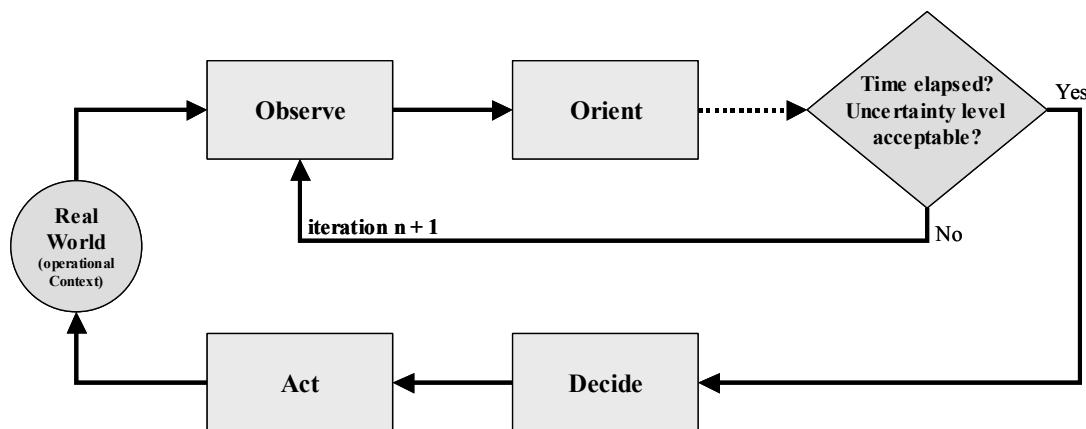 Observe
Orient
Time elapsed?
Uncertainty level
acceptable?
Yes
No
iteration n + 1
Real
World
(operational
Context)
Act
Decide